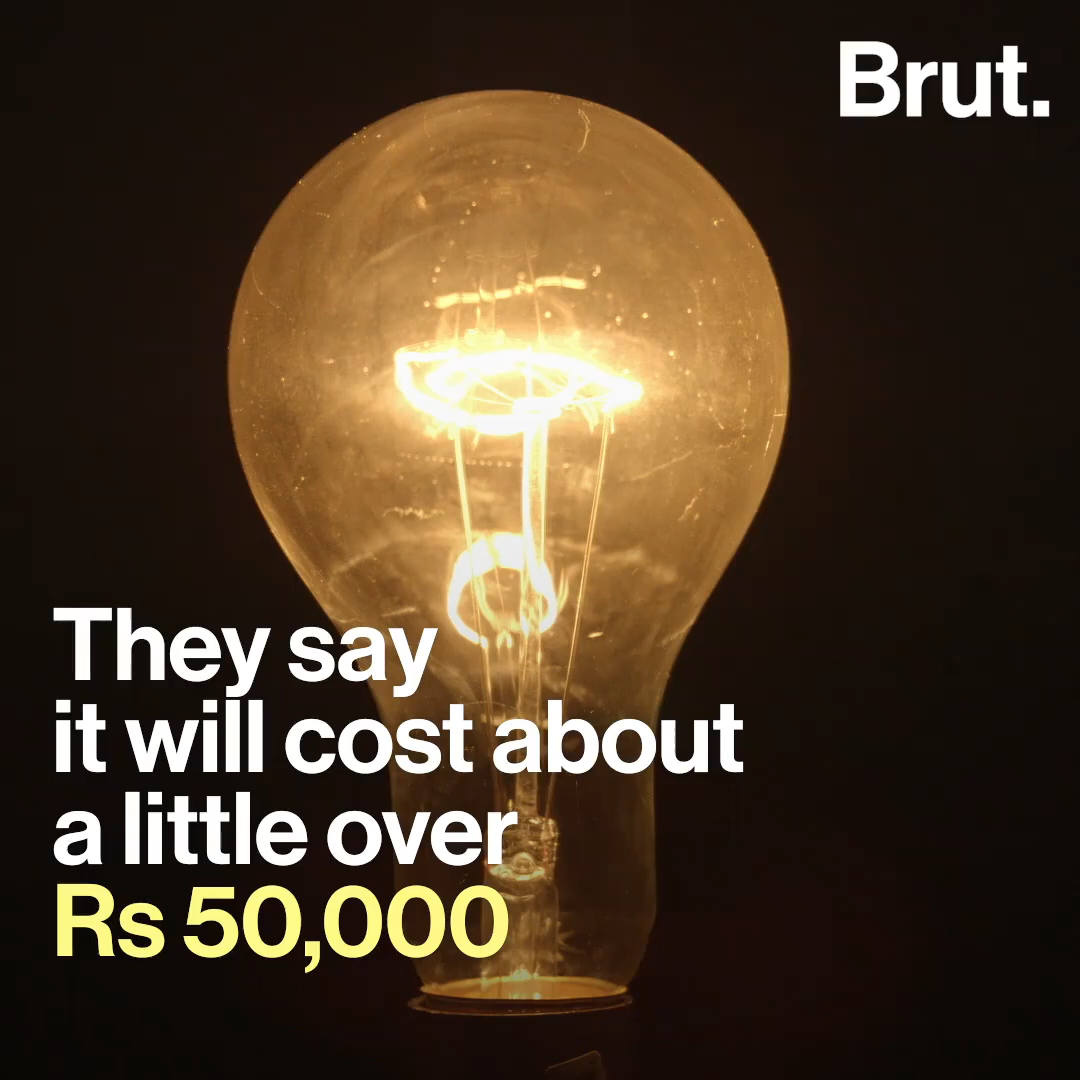 Brut.
They say
it will cost about
a little over
Rs 50,000